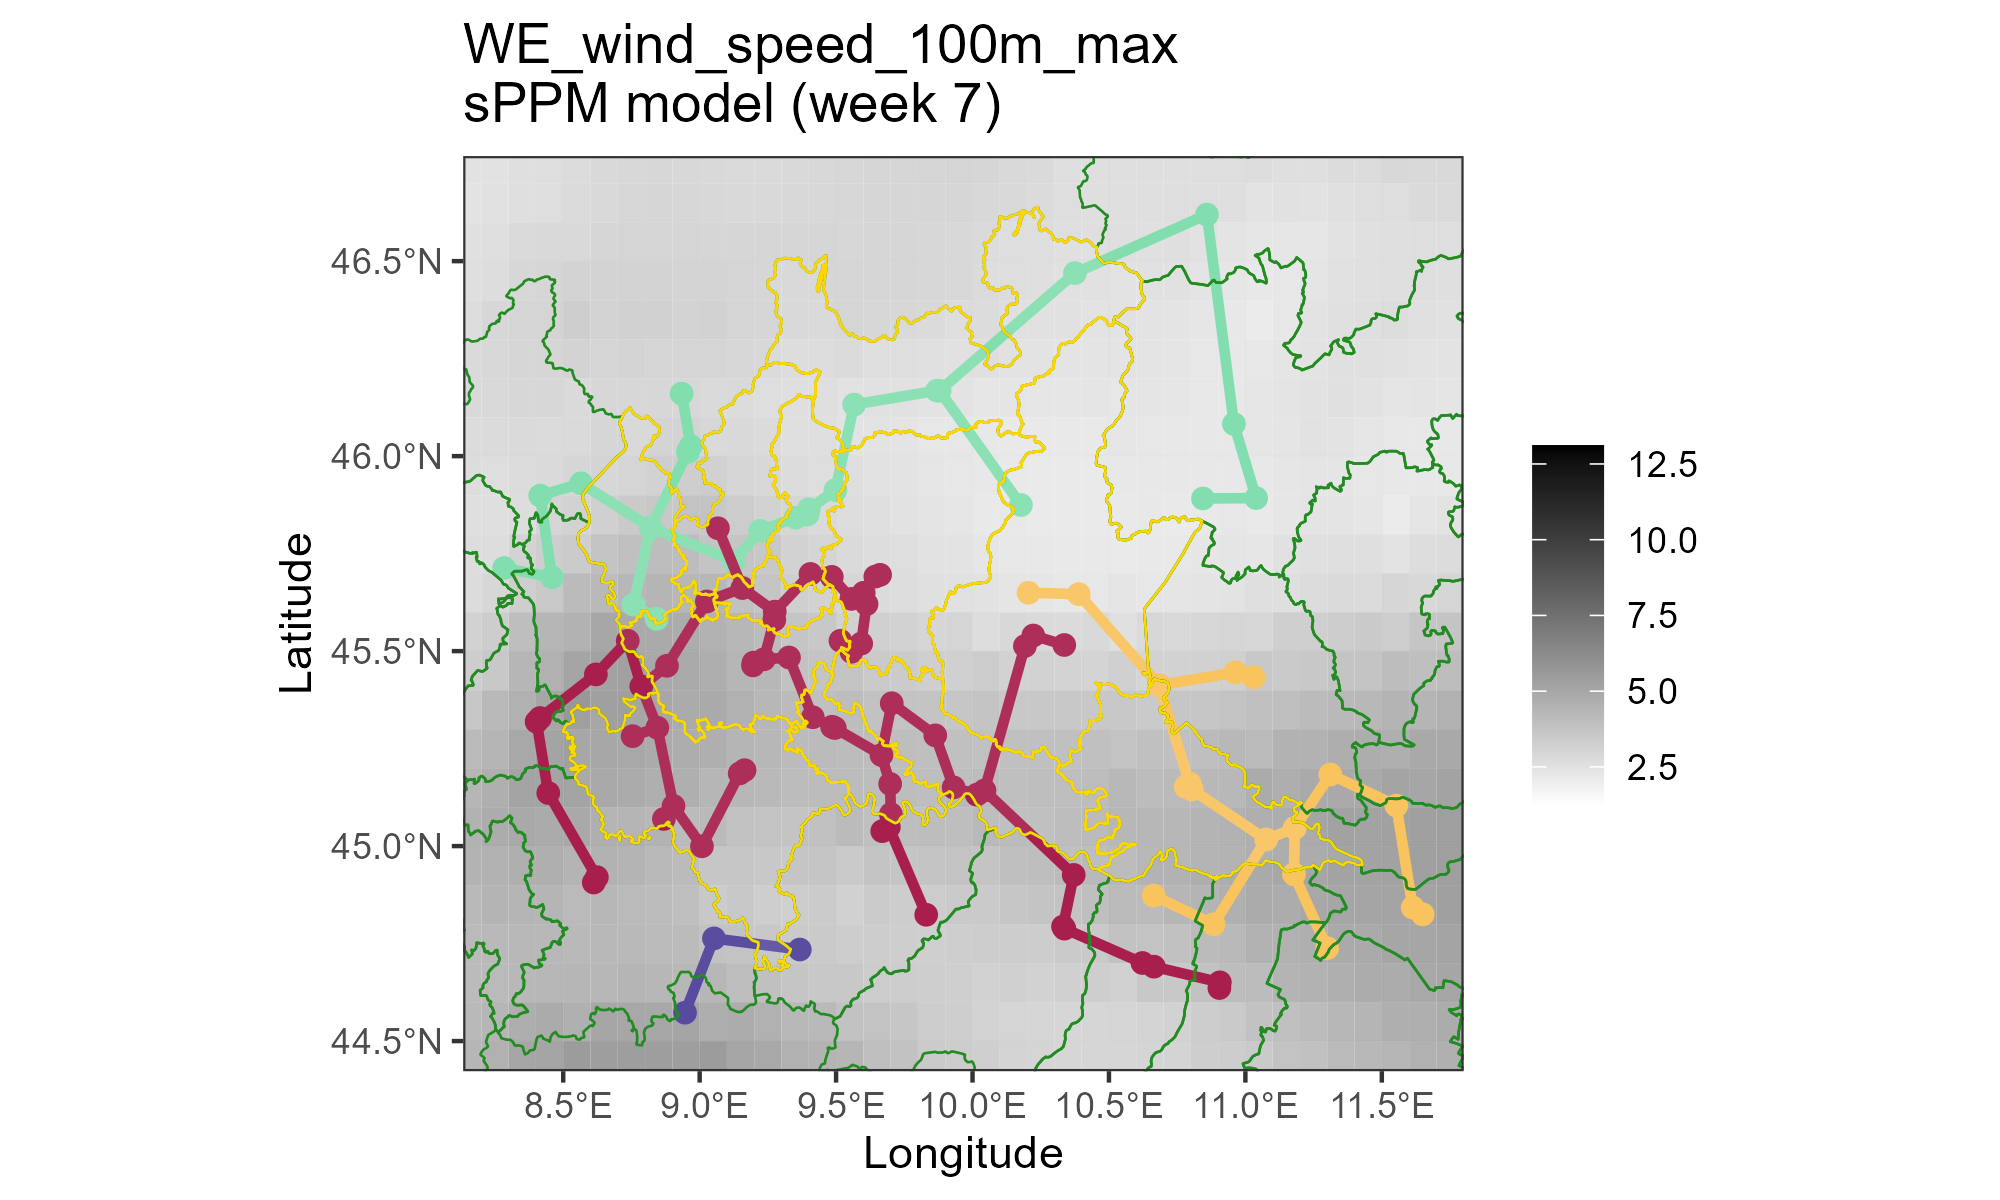 WE_wind_speed_100m_max
sPPM model (week 7)
Latitude
46.5°N
46.0°N
45.5°N
45.0°N
44.5°N
8.5°E
9.0°E
9.5°E
10.0°E
10.5°E
11.0°E
11.5°E
Longitude
12.5
10.0
7.5
5.0
2.5